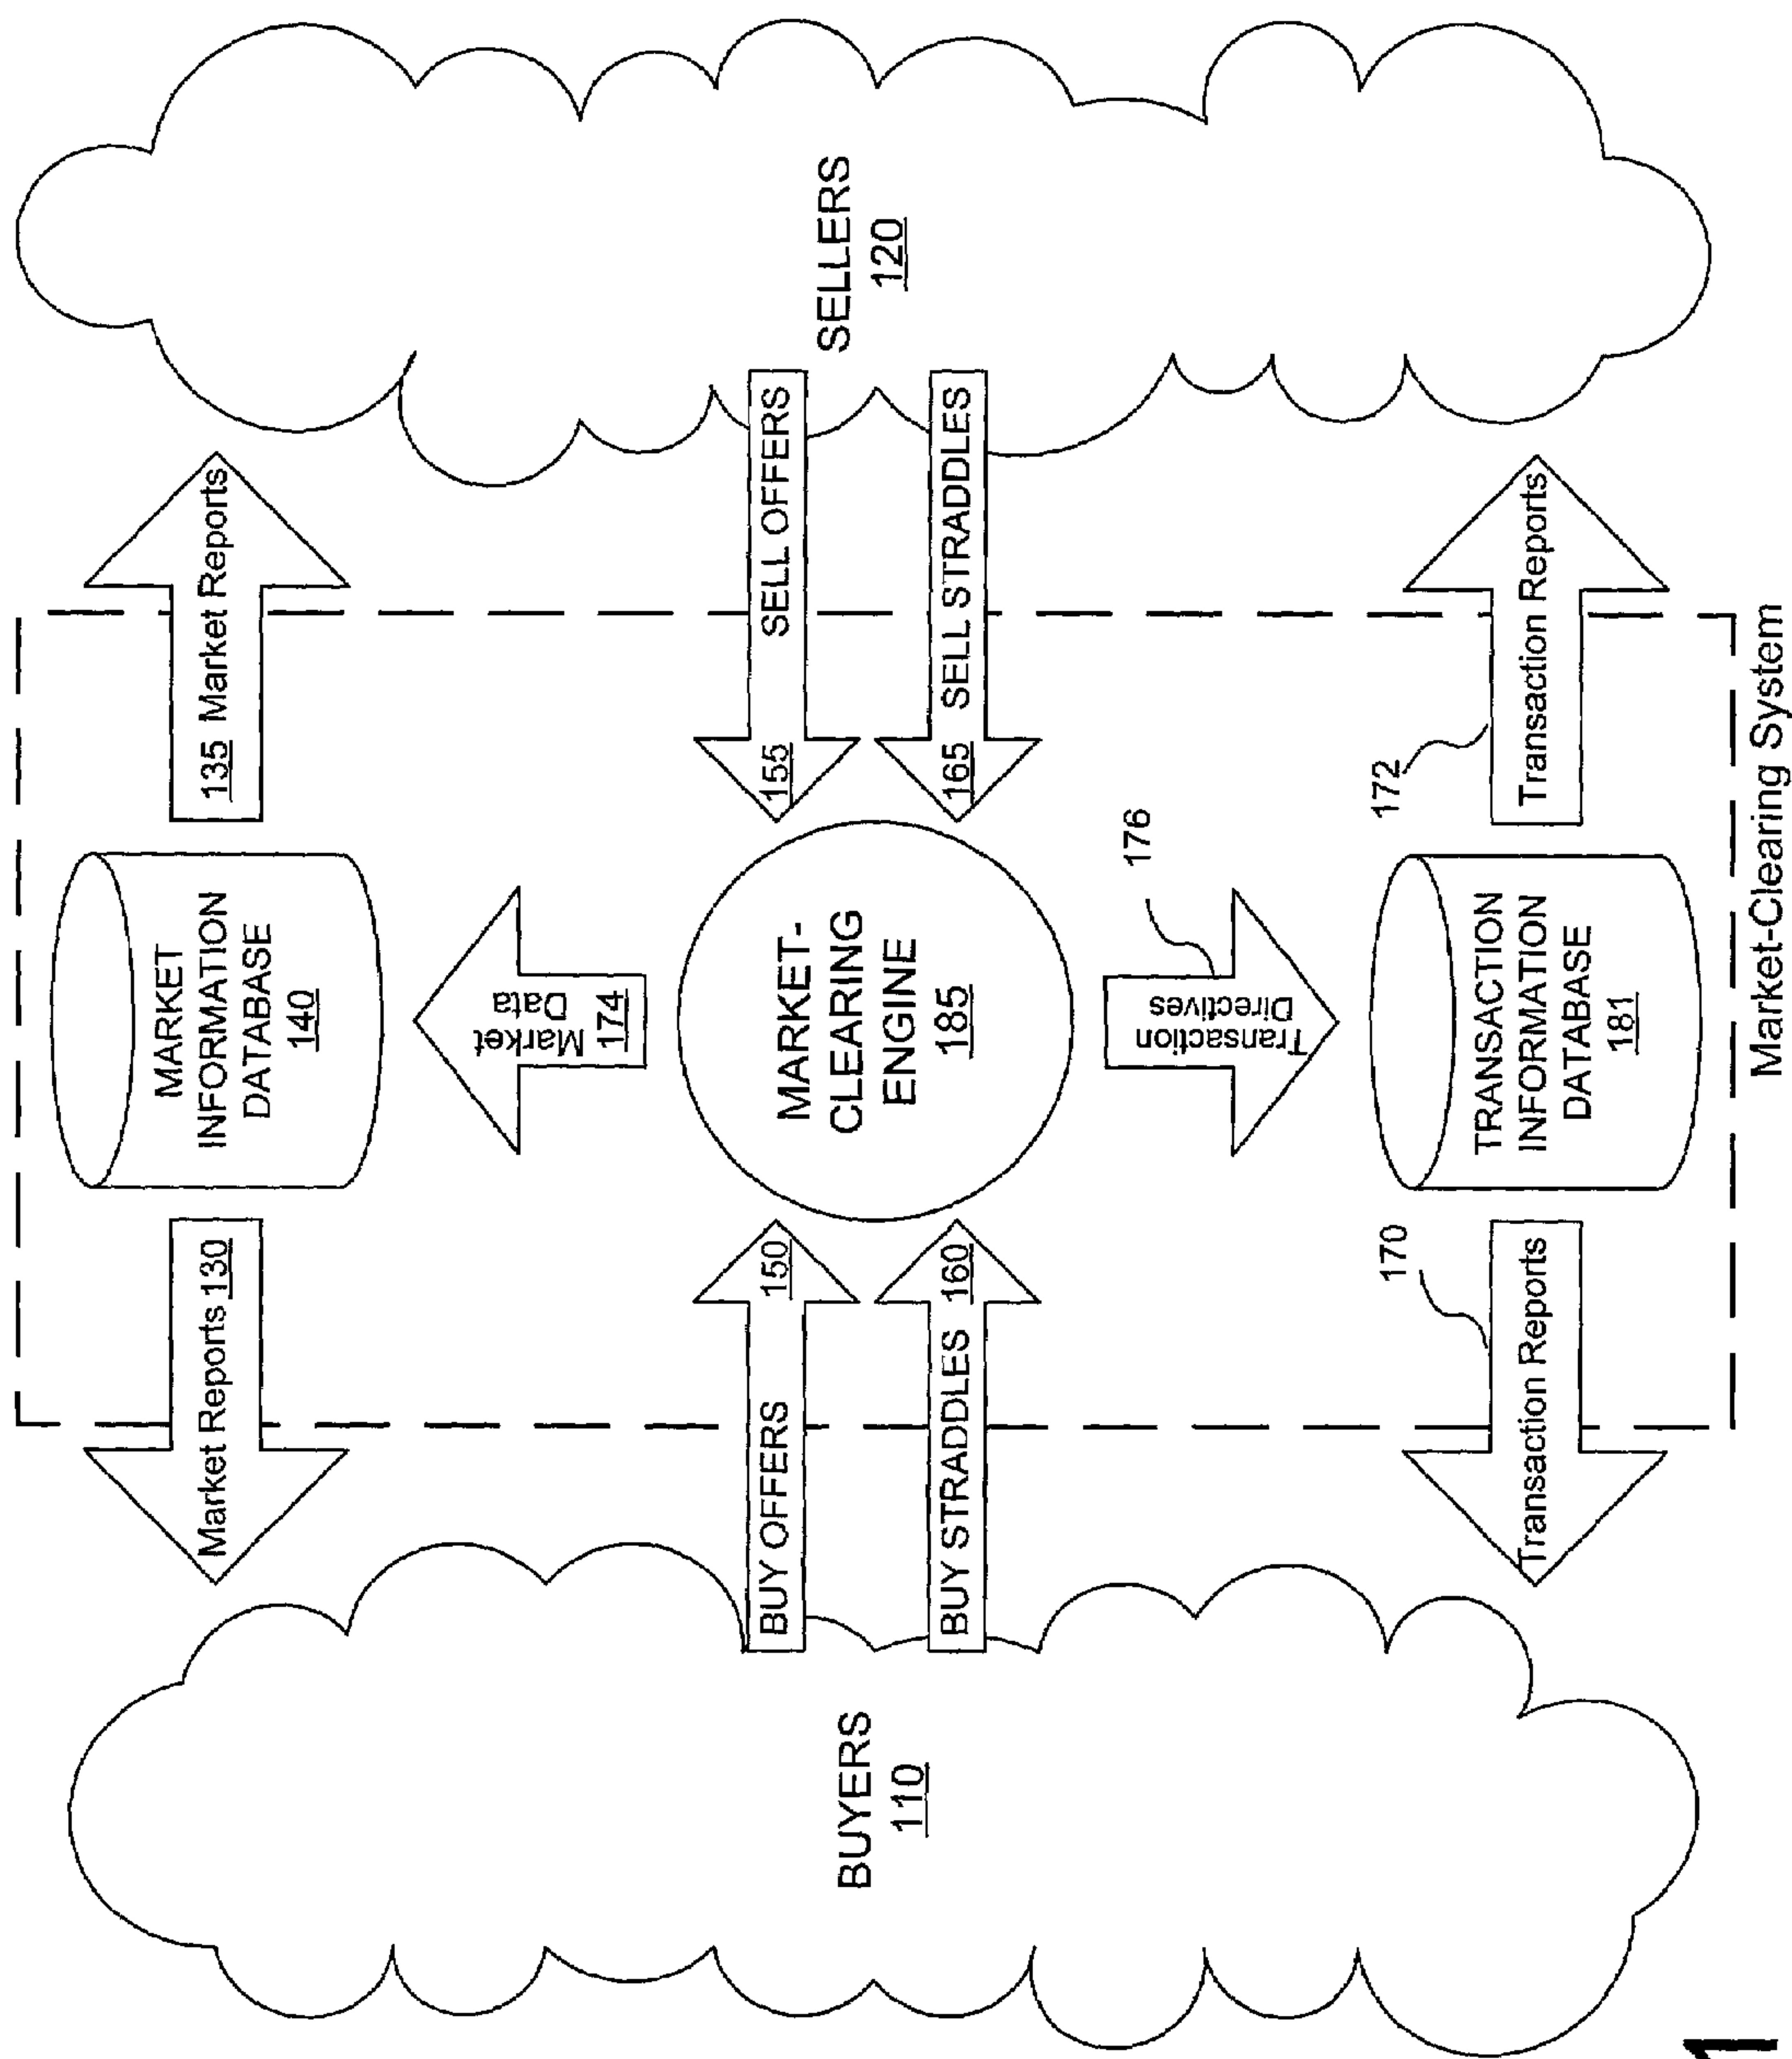 Market Reports 130
MARKET
INFORMATION
DATABASE
140
135 Market Reports
Market
Data
174
BUYERS
110
BUY OFFERS 150
BUY STRADDLES 160
MARKET-
CLEARING
ENGINE
185
155 SELL OFFERS
165 SELL STRADDLES
SELLERS
120
Transaction
Directives
176
170
Transaction Reports
TRANSACTION
INFORMATION
DATABASE
181
172
Transaction Reports
Market-Clearing System